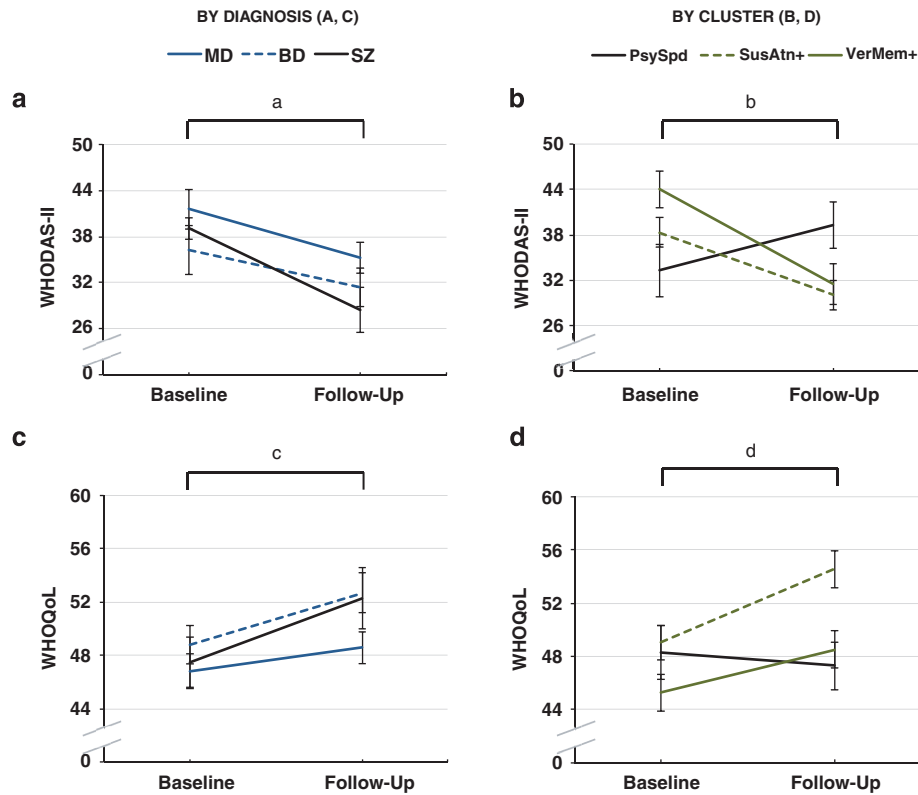 BY DIAGNOSIS (A, C)
MD BD SZ
BY CLUSTER (B, D)
PsySpd SusAtn+ VerMem+
a
a
50
44
38
32
26
0
WHODAS-II
Baseline Follow-Up
b
b
50
44
38
32
26
0
WHODAS-II
Baseline Follow-Up
c
c
60
56
52
48
44
0
WHOQoL
Baseline Follow-Up
d
d
60
56
52
48
44
0
WHOQoL
Baseline Follow-Up